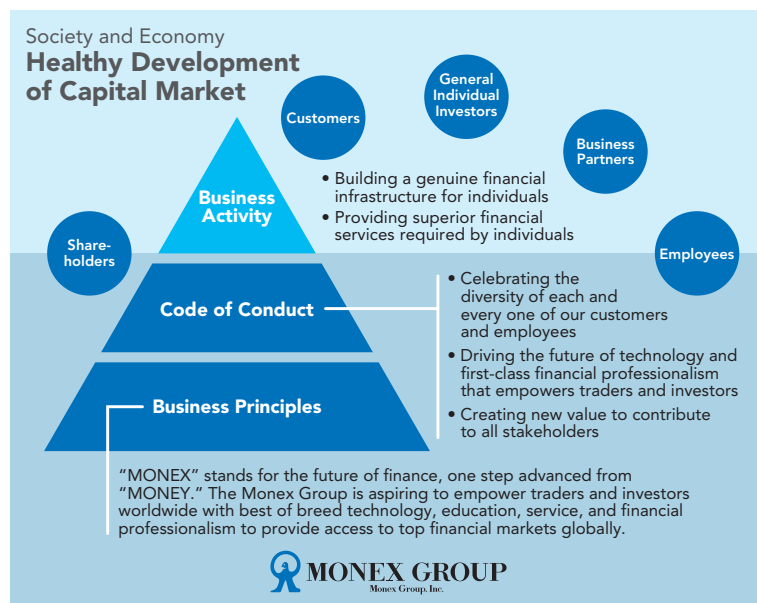 Society and Economy
Healthy Development
of Capital Market
General
Individual
Investors
Customers
Business
Partners
• Building a genuine financial
infrastructure for individuals
• Providing superior financial
services required by individuals
Business
Activity
Share-
holders
Employees
Code of Conduct
• Celebrating the
diversity of each and
every one of our customers
and employees
• Driving the future of technology and
first-class financial professionalism
that empowers traders and investors
• Creating new value to contribute
to all stakeholders
Business Principles
“MONEX” stands for the future of finance, one step advanced from
“MONEY.” The Monex Group is aspiring to empower traders and investors
worldwide with best of breed technology, education, service, and financial
professionalism to provide access to top financial markets globally.
MONEX GROUP
Monex Group, Inc.